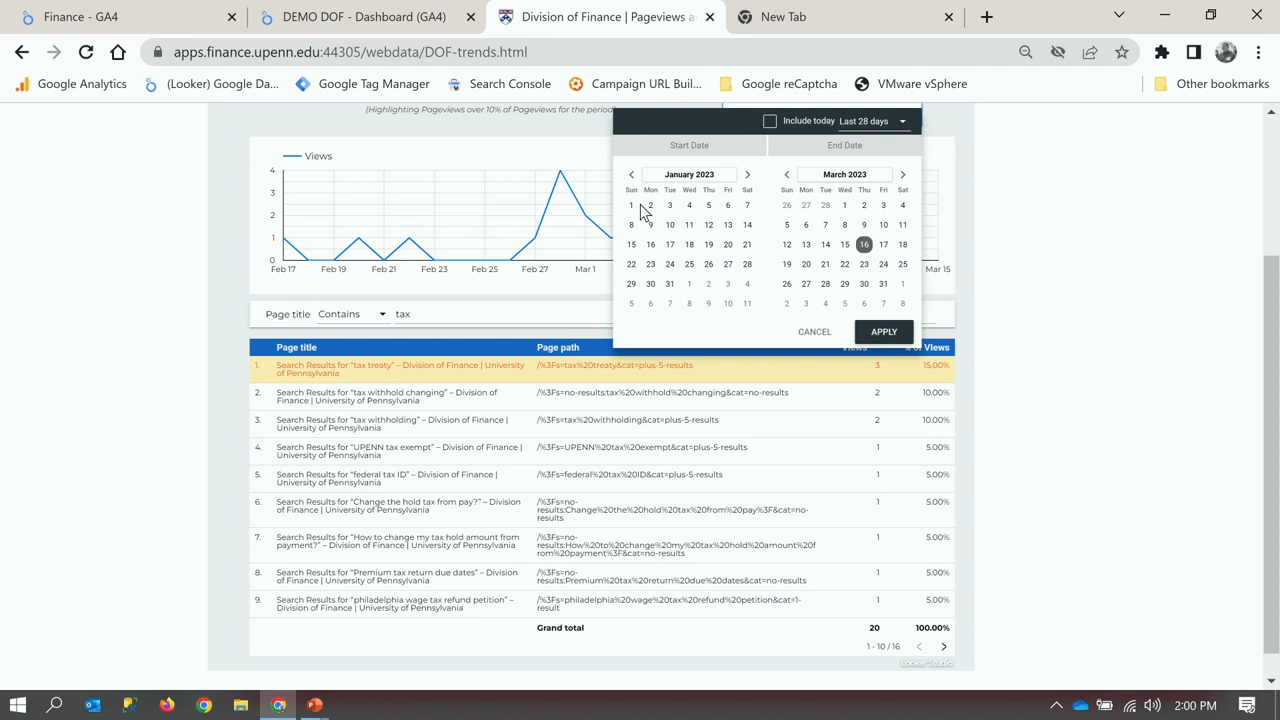 Finance - GA4
DEMO DOF - Dashboard (GA4)
Division of Finance | Pageviews a
New Tab
apps.finance.upenn.edu:44305/webdata/DOF-trends.html
Google Analytics
(Looker) Google Da...
Google Tag Manager
Search Console
Campaign URL Buil...
Google reCaptcha
VMware vSphere
Other bookmarks
(Highlighting Pageviews over 10% of Pageviews for the period
Include today Last 28 days
Start Date End Date
January 2023 March 2023
Sun Mon Tue Wed Thu Fri Sat Sun Mon Tue Wed Thu Fri Sat
1 2 3 4 5 6 7 26 27 28 1 2 3 4
8 9 10 11 12 13 14 5 6 7 8 9 10 11
15 16 17 18 19 20 21 12 13 14 15 16 17 18
22 23 24 25 26 27 28 19 20 21 22 23 24 25
29 30 31 1 2 3 4 26 27 28 29 30 31 1
5 6 7 8 9 10 11 2 3 4 5 6 7 8
CANCEL APPLY
Views
4
3
2
1
0
Feb 17 Feb 19 Feb 21 Feb 23 Feb 25 Feb 27 Mar 1 Mar 15
Page title Contains tax
Page title Page path Views % of Views
1. Search Results for "tax treaty" – Division of Finance | University of Pennsylvania /%3Fs=tax%20treaty&cat=plus-5-results 3 15.00%
2. Search Results for "tax withhold changing" – Division of Finance | University of Pennsylvania /%3Fs=no-results:tax%20withhold%20changing&cat=no-results 2 10.00%
3. Search Results for "tax withholding" – Division of Finance | University of Pennsylvania /%3Fs=tax%20withholding&cat=plus-5-results 2 10.00%
4. Search Results for "UPENN tax exempt" – Division of Finance | University of Pennsylvania /%3Fs=UPENN%20tax%20exempt&cat=plus-5-results 1 5.00%
5. Search Results for "federal tax ID" – Division of Finance | University of Pennsylvania /%3Fs=federal%20tax%20ID&cat=plus-5-results 1 5.00%
6. Search Results for "Change the hold tax from pay?" – Division of Finance | University of Pennsylvania /%3Fs=no-results:Change%20the%20hold%20tax%20from%20pay%3F&cat=no-results 1 5.00%
7. Search Results for "How to change my tax hold amount from payment?" – Division of Finance | University of Pennsylvania /%3Fs=no-results:How%20to%20change%20my%20tax%20hold%20amount%20from%20payment%3F&cat=no-results 1 5.00%
8. Search Results for "Premium tax return due dates" – Division of Finance | University of Pennsylvania /%3Fs=no-results:Premium%20tax%20return%20due%20dates&cat=no-results 1 5.00%
9. Search Results for "philadelphia wage tax refund petition" – Division of Finance | University of Pennsylvania /%3Fs=philadelphia%20wage%20tax%20refund%20petition&cat=1-result 1 5.00%
Grand total 20 100.00%
1 - 10 / 16
Looker Studio
2:00 PM